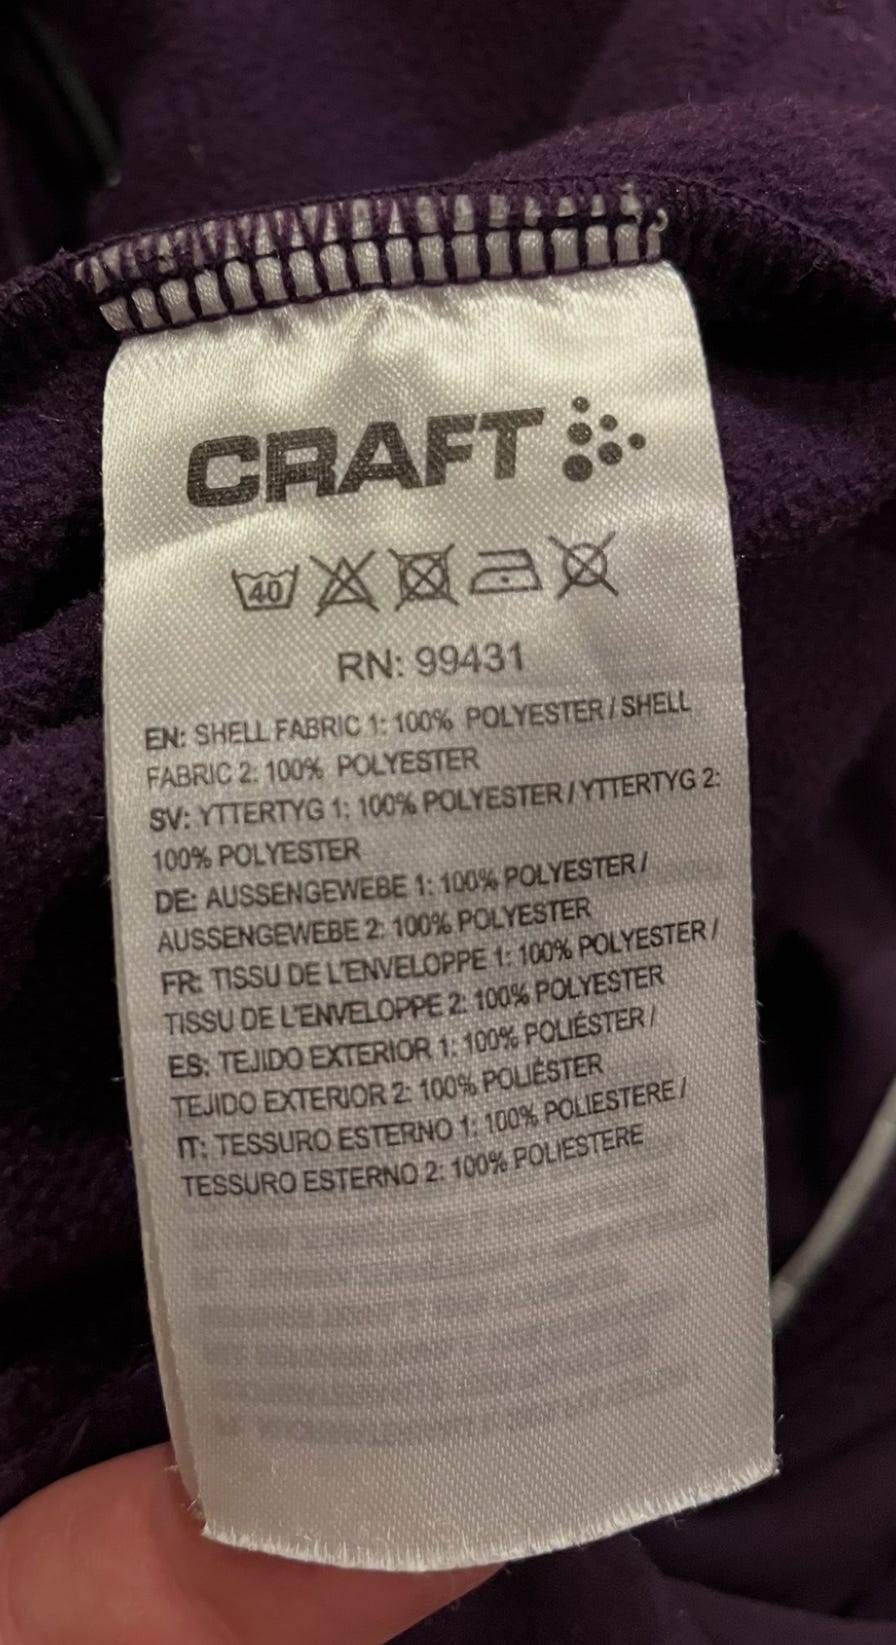 CRAFT
40
RN: 99431
EN: SHELL FABRIC 1: 100% POLYESTER / SHELL
FABRIC 2: 100% POLYESTER
SV: YTTERTYG 1: 100% POLYESTER / YTTERTYG 2:
100% POLYESTER
DE: AUSSENGEWEBE 1: 100% POLYESTER /
AUSSENGEWEBE 2: 100% POLYESTER
FR: TISSU DE L'ENVELOPPE 1: 100% POLYESTER /
TISSU DE L'ENVELOPPE 2: 100% POLYESTER
ES: TEJIDO EXTERIOR 1: 100% POLIÉSTER /
TEJIDO EXTERIOR 2: 100% POLIÉSTER
IT: TESSURO ESTERNO 1: 100% POLIESTERE /
TESSURO ESTERNO 2: 100% POLIESTERE